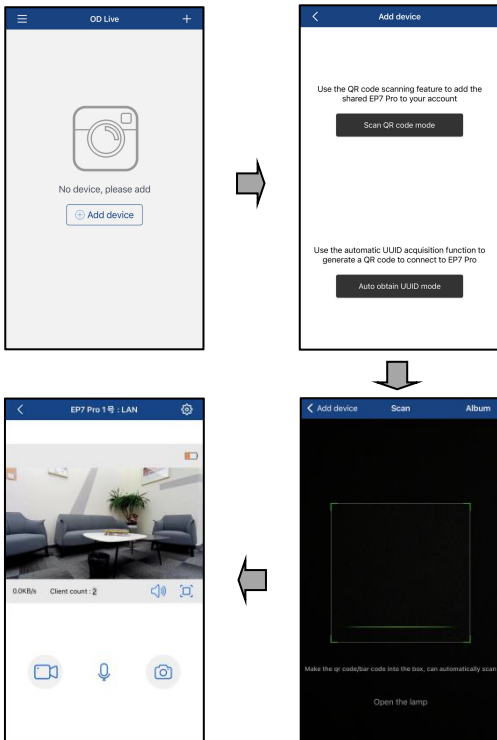 OD Live
+
No device, please add
Add device
Add device
Use the QR code scanning feature to add the
shared EP7 Pro to your account
Scan QR code mode
Use the automatic UUID acquisition function to
generate a QR code to connect to EP7 Pro
Auto obtain UUID mode
Add device Scan Album
Make the qr code/bar code into the box, can automatically scan
Open the lamp
EP7 Pro 1号 : LAN
0.0KB/s Client count : 2